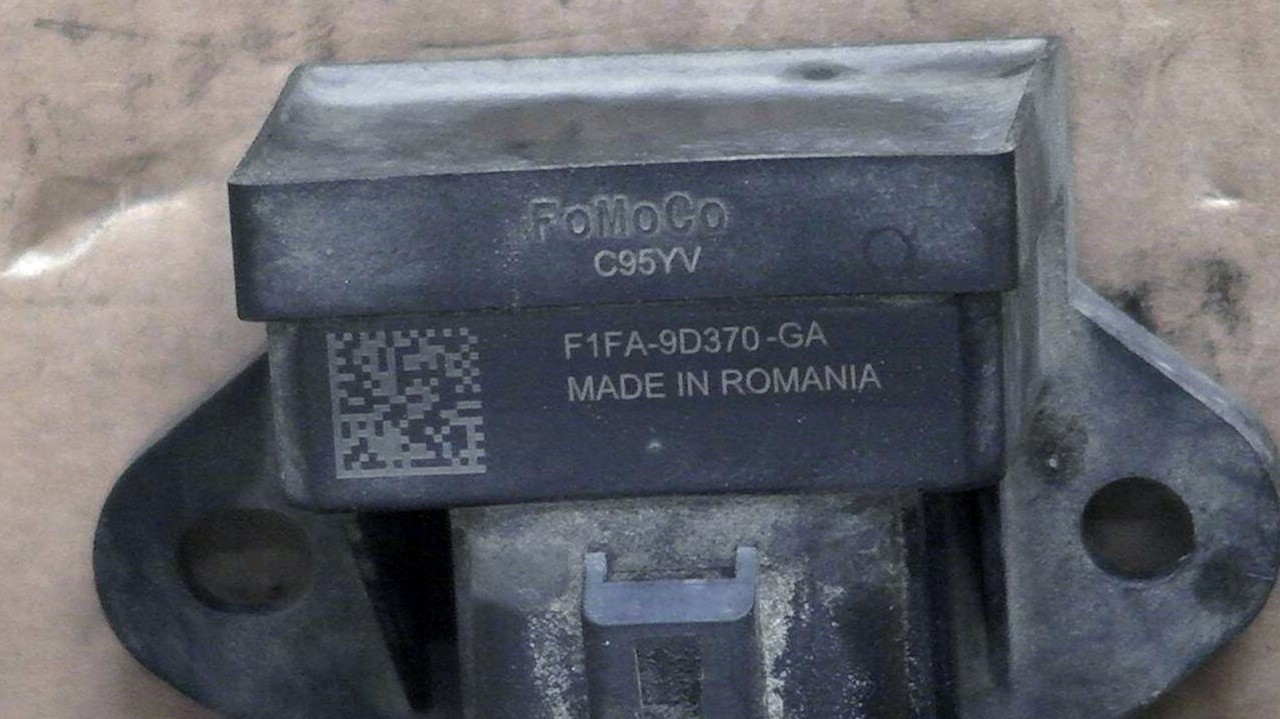 FoMoCo
C95YV
F1FA-9D370-GA
MADE IN ROMANIA